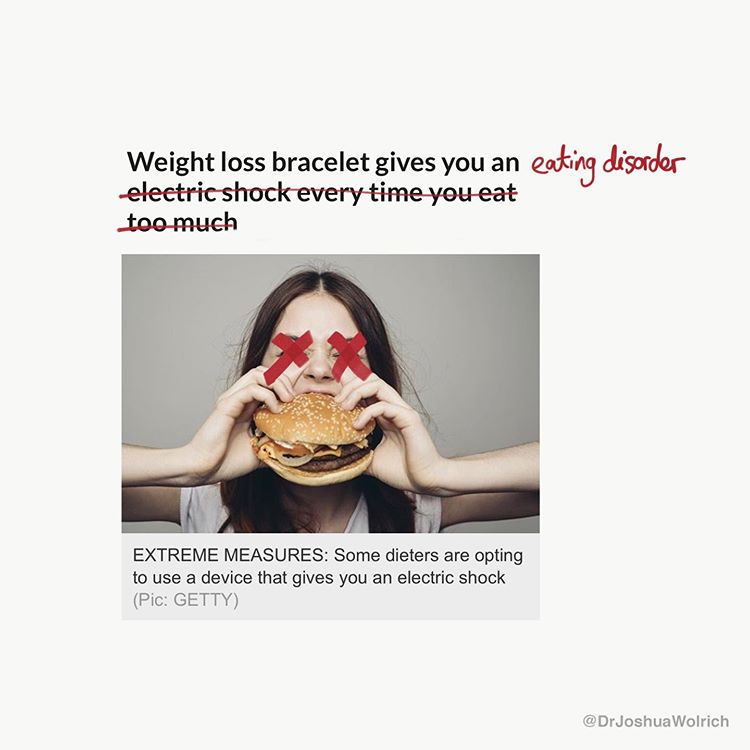 Weight loss bracelet gives you an eating disorder
electric shock every time you eat
too much
EXTREME MEASURES: Some dieters are opting
to use a device that gives you an electric shock
(Pic: GETTY)
@DrJoshuaWolrich